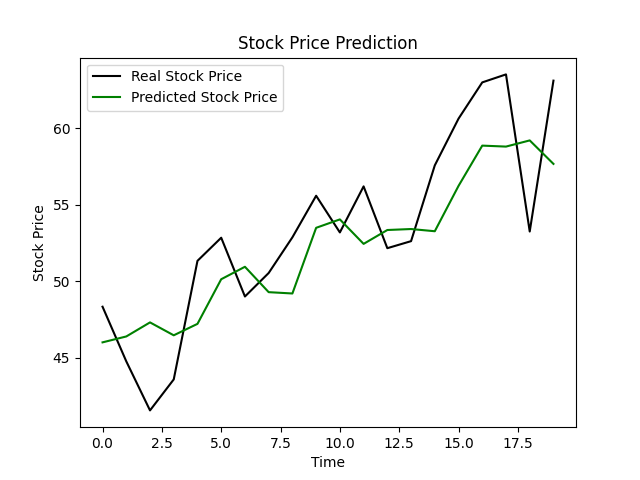 Stock Price Prediction
Real Stock Price
Predicted Stock Price
Stock Price
60
55
50
45
0.0 2.5 5.0 7.5 10.0 12.5 15.0 17.5
Time